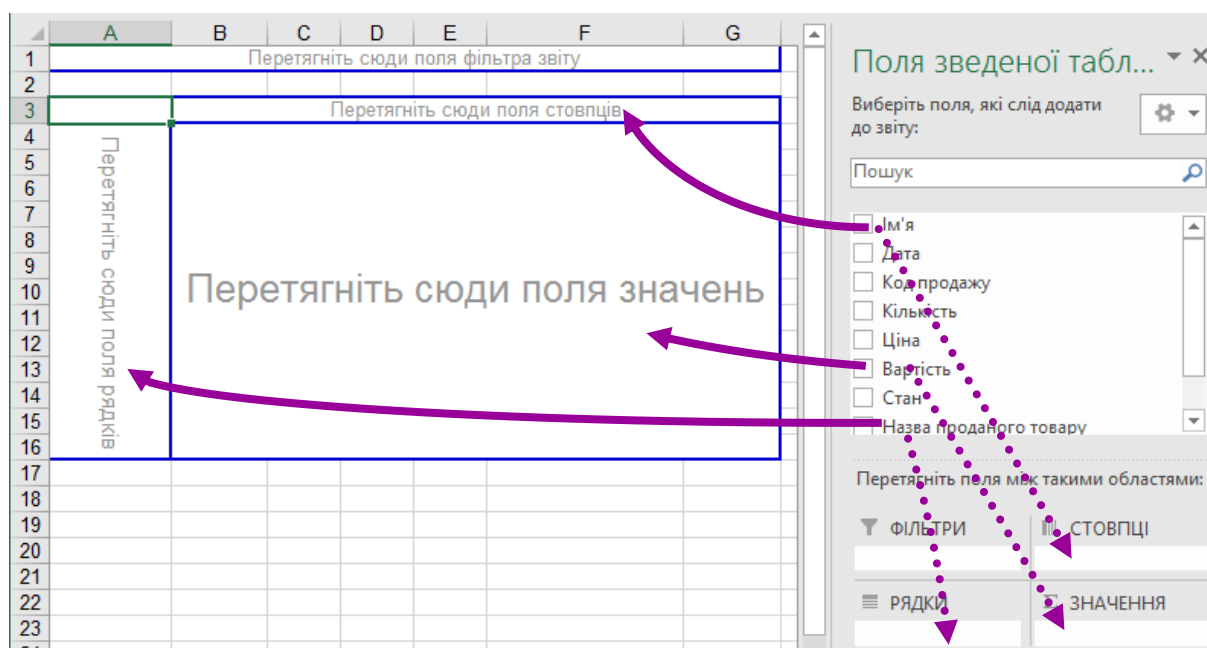 A B C D E F G
1 Перетягніть сюди поля фільтра звіту
2
3 Перетягніть сюди поля стовпців
4
5
6
7
8
9
10
11
12
13
14
15
16
17
18
19
20
21
22
23
Перетягніть сюди поля рядків
Перетягніть сюди поля значень
Поля зведеної табл...
Виберіть поля, які слід додати
до звіту:
Пошук
Ім'я
Дата
Код продажу
Кількість
Ціна
Вартість
Стан
Назва проданого товару
Перетягніть поля між такими областями:
ФІЛЬТРИ
СТОВПЦІ
РЯДКИ
Σ ЗНАЧЕННЯ